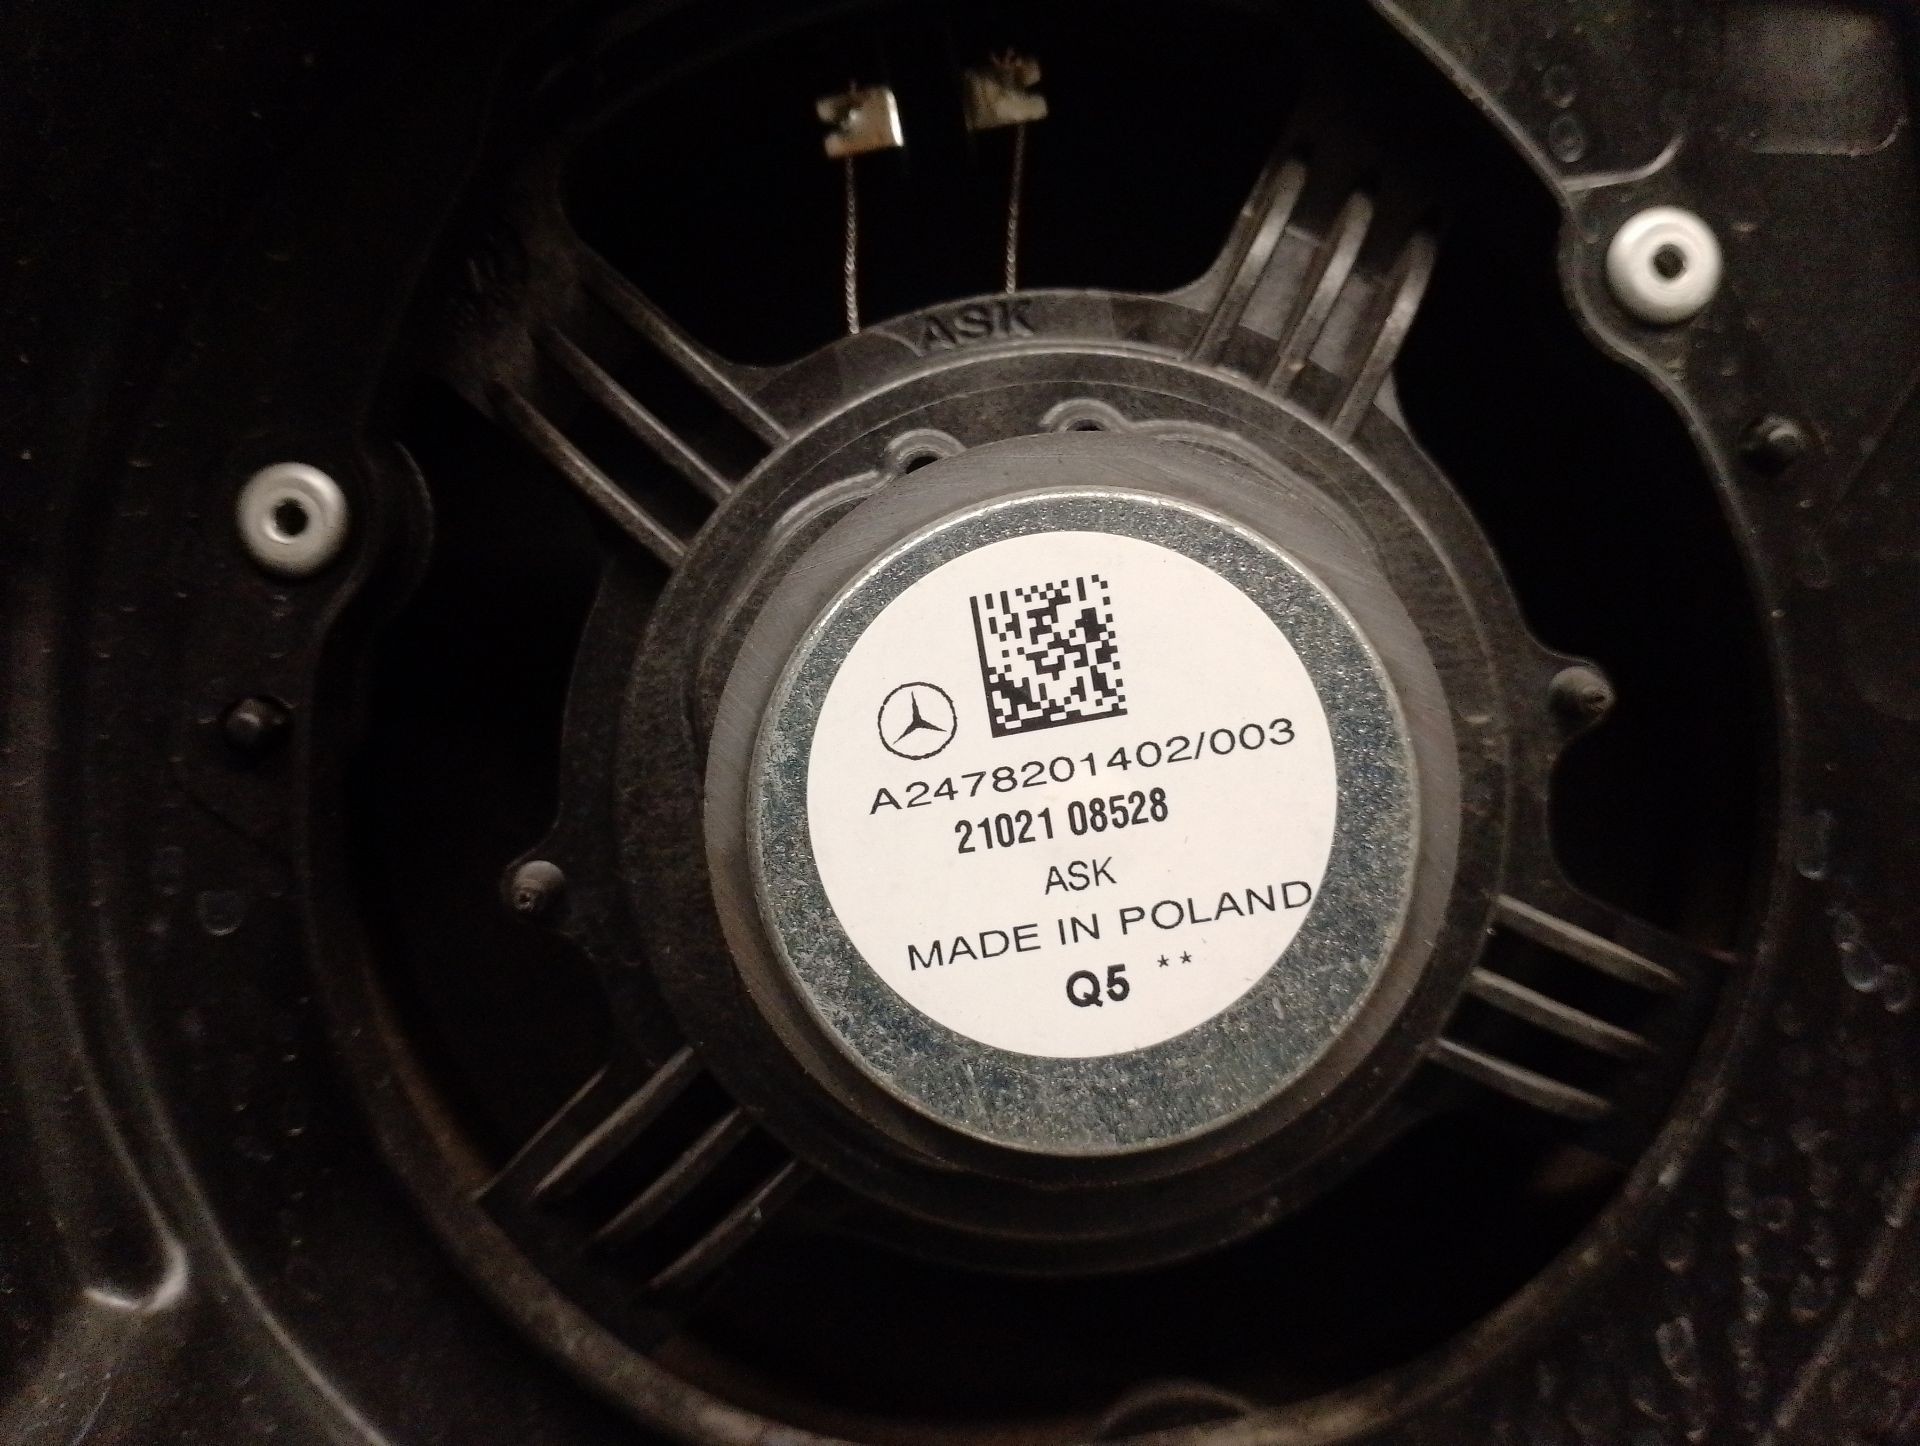 ASK
A2478201402/003
21021 08528
ASK
MADE IN POLAND
Q5 **